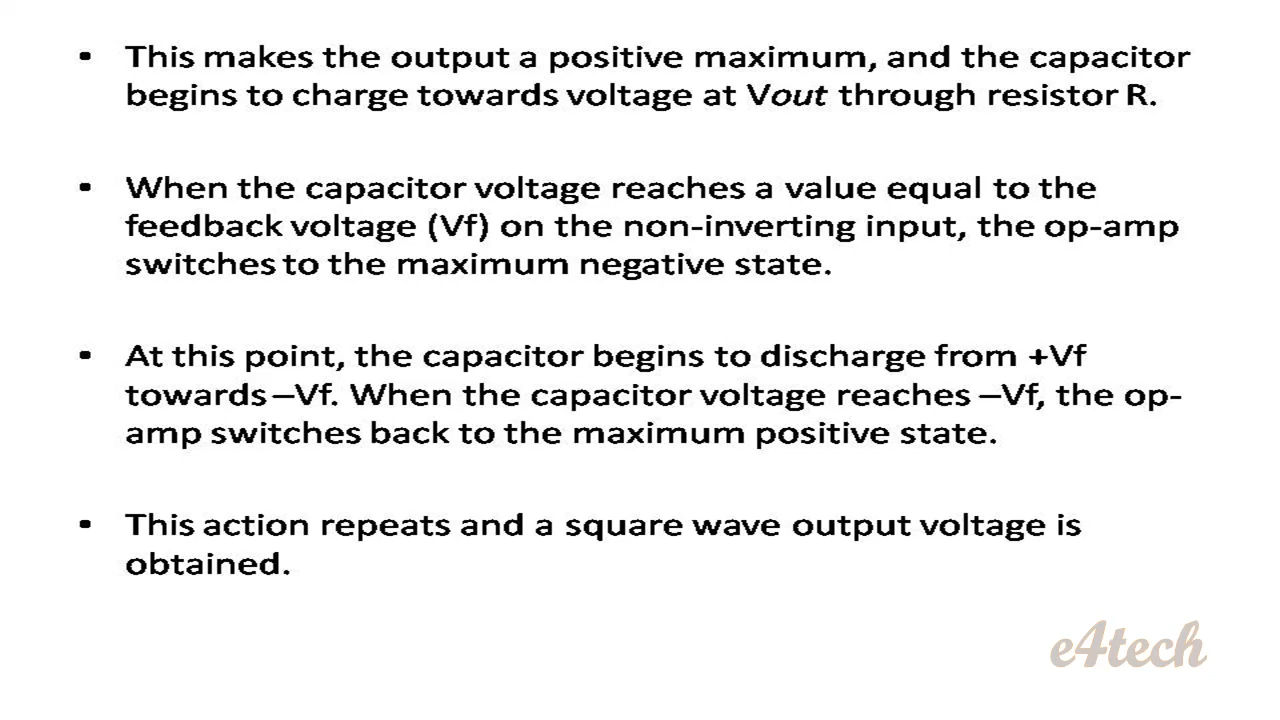 • This makes the output a positive maximum, and the capacitor
begins to charge towards voltage at Vout through resistor R.
• When the capacitor voltage reaches a value equal to the
feedback voltage (Vf) on the non-inverting input, the op-amp
switches to the maximum negative state.
• At this point, the capacitor begins to discharge from +Vf
towards –Vf. When the capacitor voltage reaches –Vf, the op-
amp switches back to the maximum positive state.
• This action repeats and a square wave output voltage is
obtained.
e4tech